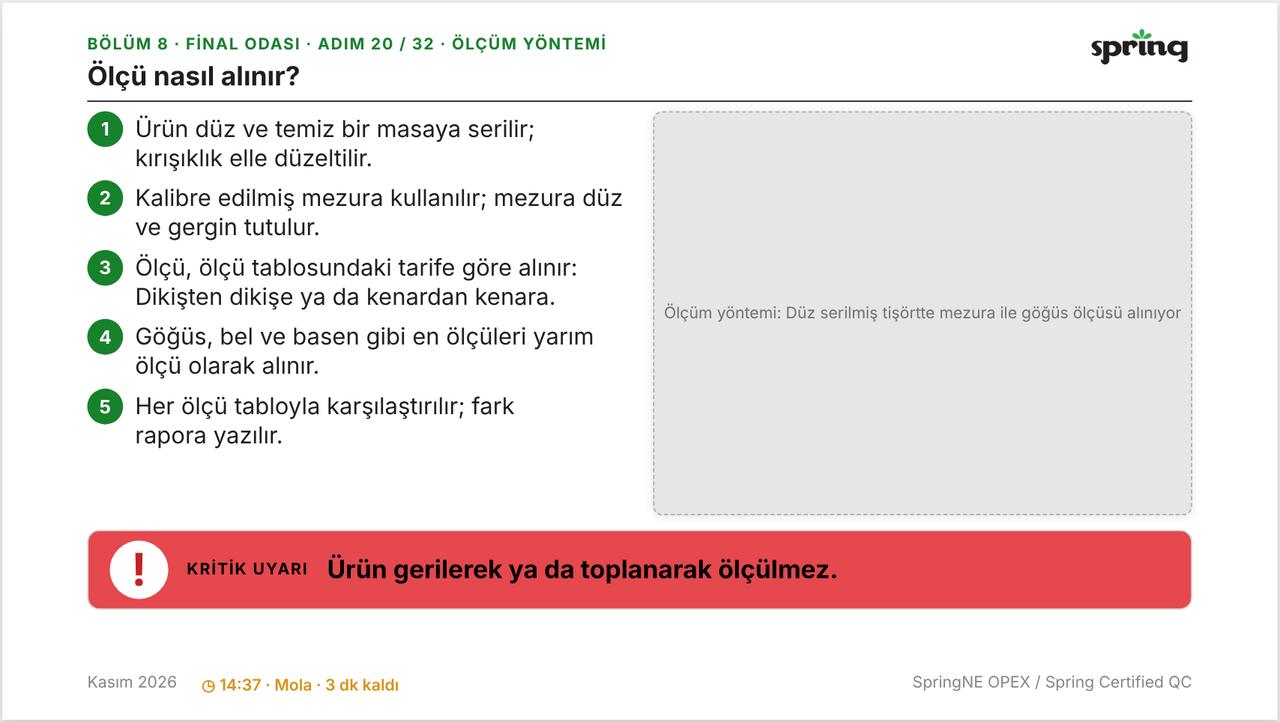 BÖLÜM 8 · FİNAL ODASI · ADIM 20 / 32 · ÖLÇÜM YÖNTEMİ
spring
Ölçü nasıl alınır?
1 Ürün düz ve temiz bir masaya serilir;
kırışıklık elle düzeltilir.
2 Kalibre edilmiş mezura kullanılır; mezura düz
ve gergin tutulur.
3 Ölçü, ölçü tablosundaki tarife göre alınır:
Dikişten dikişe ya da kenardan kenara.
4 Göğüs, bel ve basen gibi en ölçüleri yarım
ölçü olarak alınır.
5 Her ölçü tabloyla karşılaştırılır; fark
rapora yazılır.
Ölçüm yöntemi: Düz serilmiş tişörtte mezura ile göğüs ölçüsü alınıyor
! KRİTİK UYARI Ürün gerilerek ya da toplanarak ölçülmez.
Kasım 2026 ◷ 14:37 · Mola · 3 dk kaldı
SpringNE OPEX / Spring Certified QC